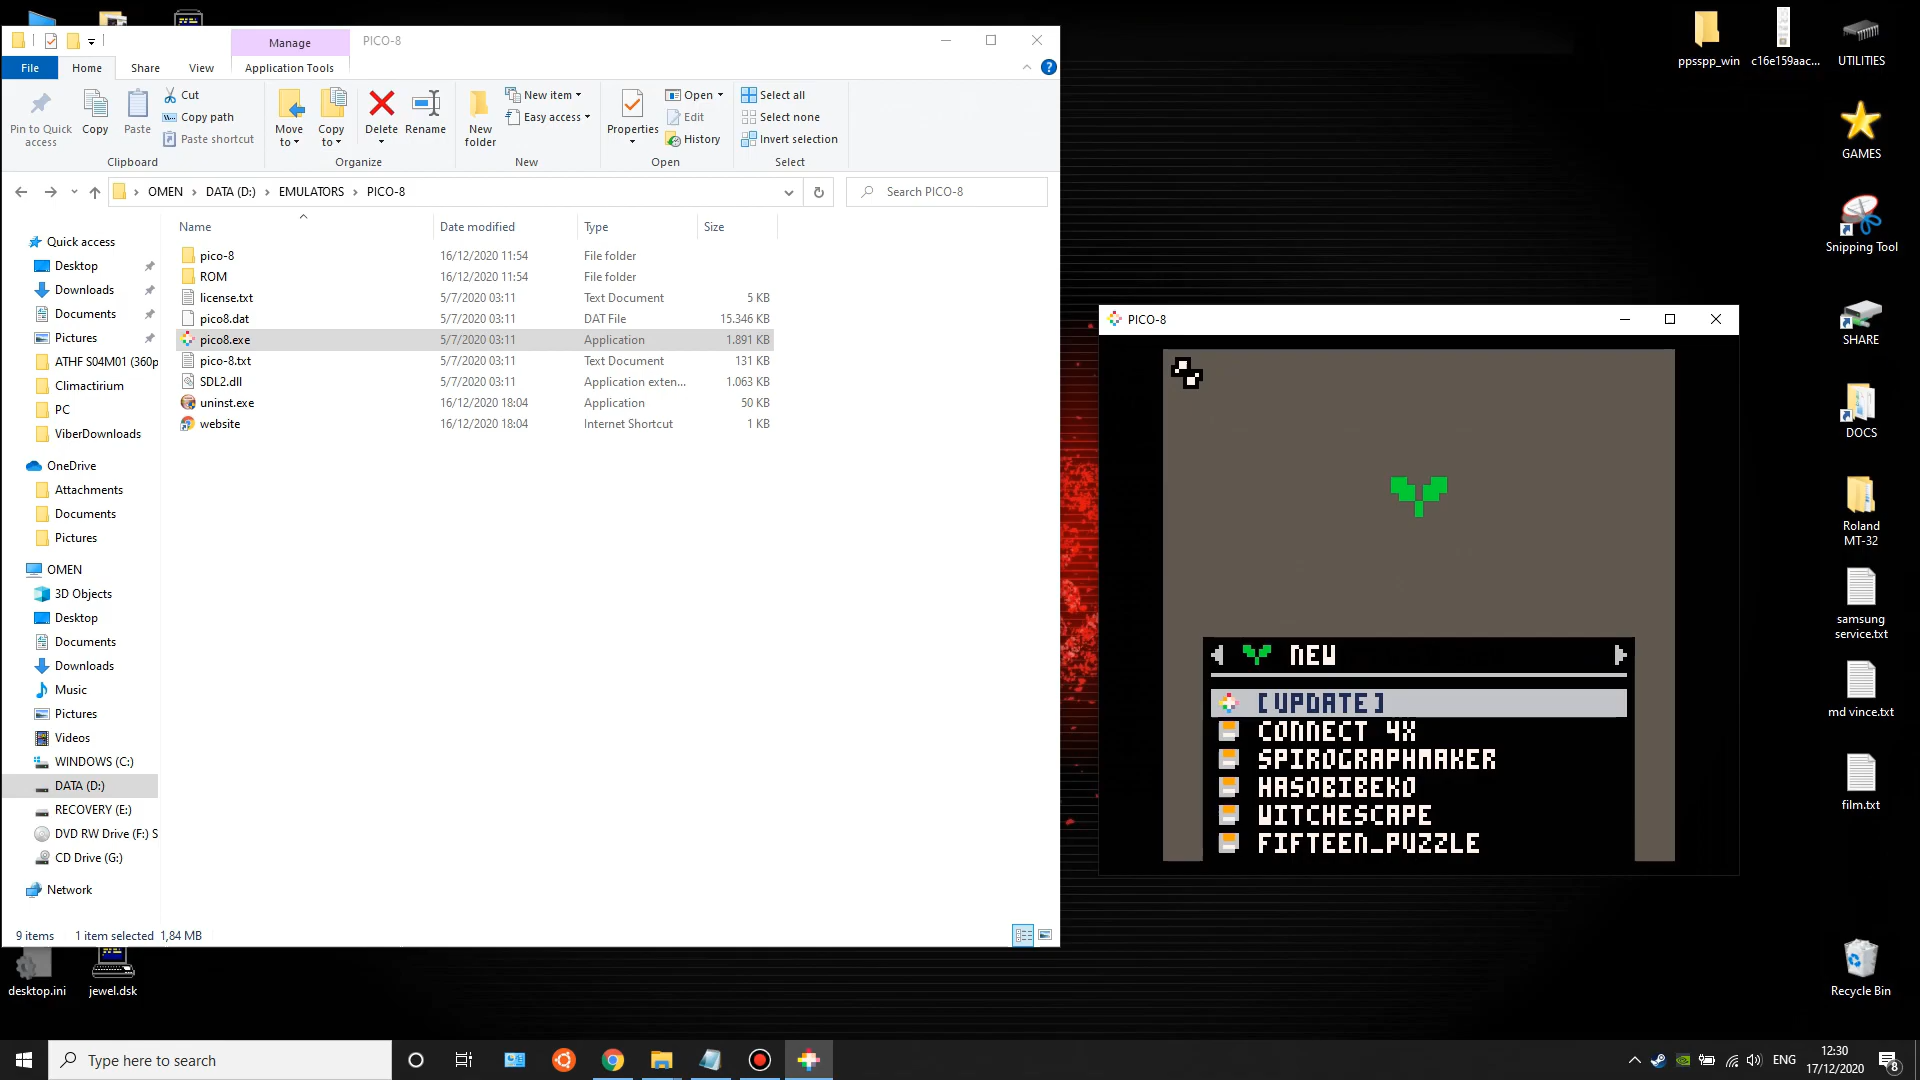 Manage
PICO-8
File
Home
Share
View
Application Tools
Pin to Quick
access
Copy
Paste
Cut
Copy path
Paste shortcut
Clipboard
Move
to
Copy
to
Delete
Rename
Organize
New
folder
New item
Easy access
New
Properties
Open
Edit
History
Open
Select all
Select none
Invert selection
Select
OMEN
DATA (D:)
EMULATORS
PICO-8
Search PICO-8
Name
Date modified
Type
Size
pico-8 16/12/2020 11:54 File folder
ROM 16/12/2020 11:54 File folder
license.txt 5/7/2020 03:11 Text Document 5 KB
pico8.dat 5/7/2020 03:11 DAT File 15.346 KB
pico8.exe 5/7/2020 03:11 Application 1.891 KB
pico-8.txt 5/7/2020 03:11 Text Document 131 KB
SDL2.dll 5/7/2020 03:11 Application exten... 1.063 KB
uninst.exe 16/12/2020 18:04 Application 50 KB
website 16/12/2020 18:04 Internet Shortcut 1 KB
Quick access
Desktop
Downloads
Documents
Pictures
ATHF S04M01 (360p
Climactirium
PC
ViberDownloads
OneDrive
Attachments
Documents
Pictures
OMEN
3D Objects
Desktop
Documents
Downloads
Music
Pictures
Videos
WINDOWS (C:)
DATA (D:)
RECOVERY (E:)
DVD RW Drive (F:) S
CD Drive (G:)
Network
9 items
1 item selected 1,84 MB
PICO-8
NEW
[UPDATE]
CONNECT 4X
SPIROGRAPHMAKER
HASOBIBEKO
WITCHESCAPE
FIFTEEN_PUZZLE
ppsspp_win
c16e159aac...
UTILITIES
GAMES
Snipping Tool
SHARE
DOCS
Roland
MT-32
samsung
service.txt
md vince.txt
film.txt
Recycle Bin
desktop.ini
jewel.dsk
Type here to search
ENG
12:30
17/12/2020
8